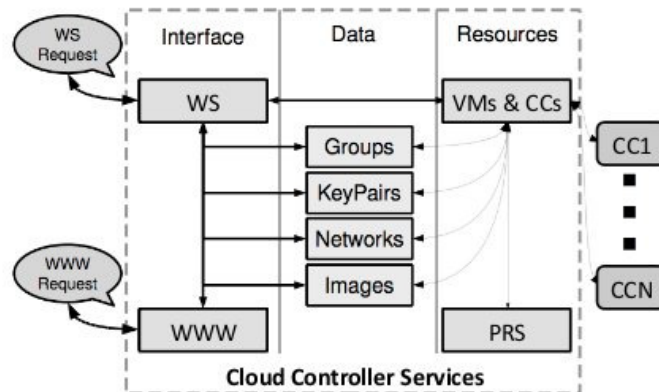 WS
Request
Interface
Data
Resources
WS
VMs & CCs
Groups
CC1
KeyPairs
Networks
WWW
Request
Images
CCN
WWW
PRS
Cloud Controller Services